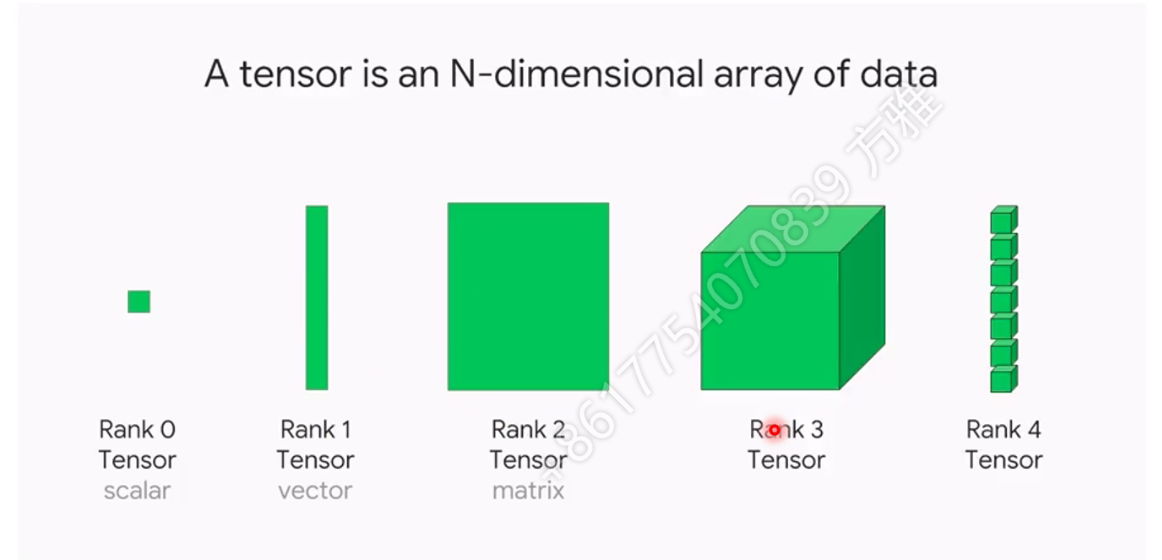 A tensor is an N-dimensional array of data
+8617754070839 方雅
Rank 0
Tensor
scalar
Rank 1
Tensor
vector
Rank 2
Tensor
matrix
Rank 3
Tensor
Rank 4
Tensor